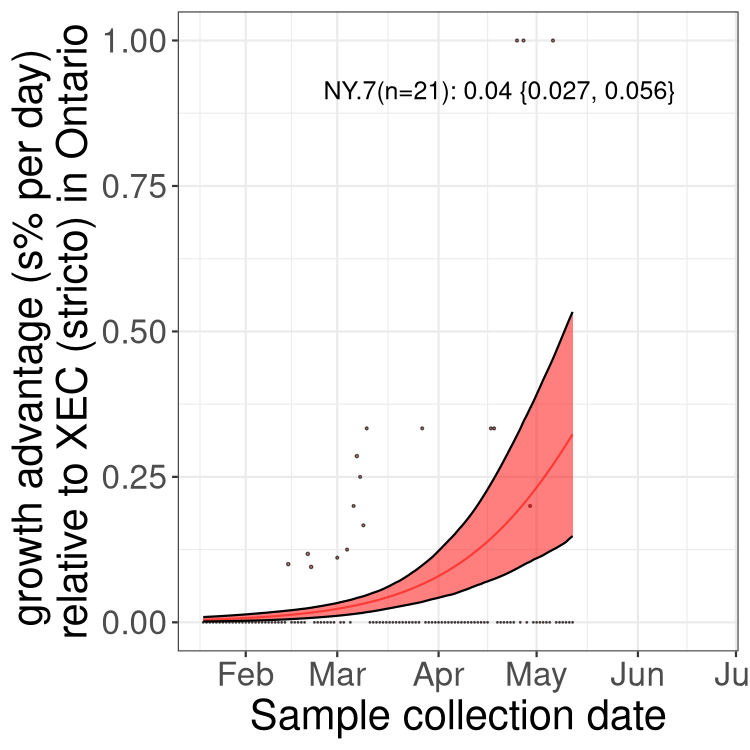 growth advantage (s% per day)
relative to XEC (stricto) in Ontario
1.00
0.75
0.50
0.25
0.00
NY.7(n=21): 0.04 {0.027, 0.056}
Feb Mar Apr May Jun Ju
Sample collection date